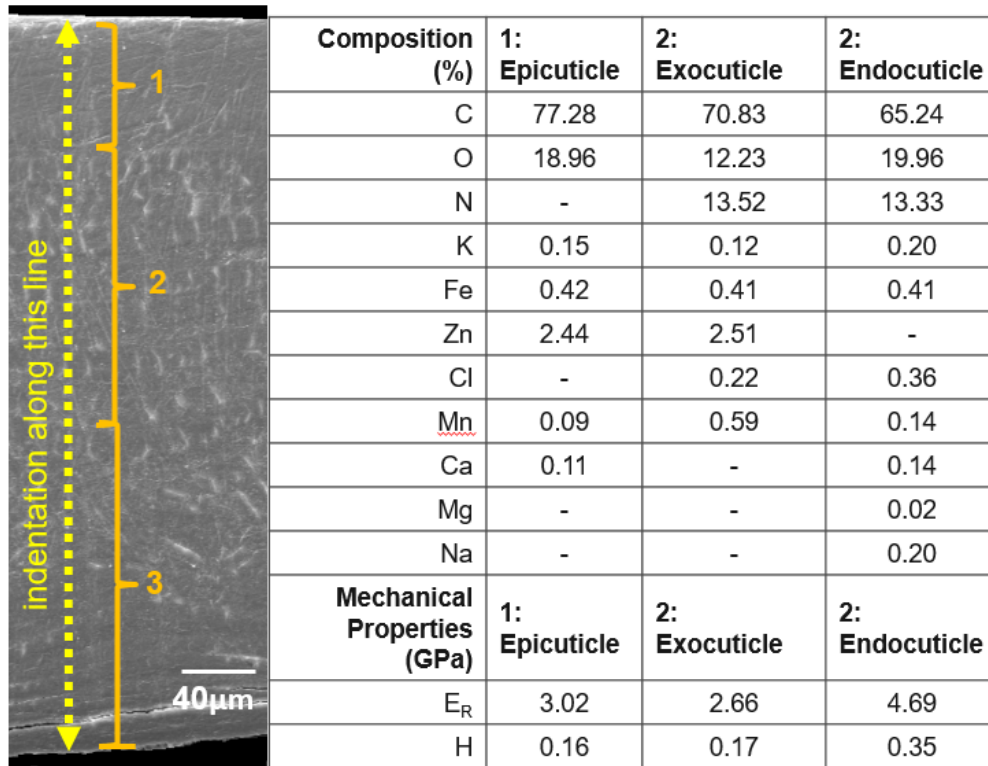 indentation along this line
1
2
3
40µm
Composition (%) 1: Epicuticle 2: Exocuticle 2: Endocuticle
C 77.28 70.83 65.24
O 18.96 12.23 19.96
N - 13.52 13.33
K 0.15 0.12 0.20
Fe 0.42 0.41 0.41
Zn 2.44 2.51 -
Cl - 0.22 0.36
Mn 0.09 0.59 0.14
Ca 0.11 - 0.14
Mg - - 0.02
Na - - 0.20
Mechanical Properties (GPa) 1: Epicuticle 2: Exocuticle 2: Endocuticle
ER 3.02 2.66 4.69
H 0.16 0.17 0.35